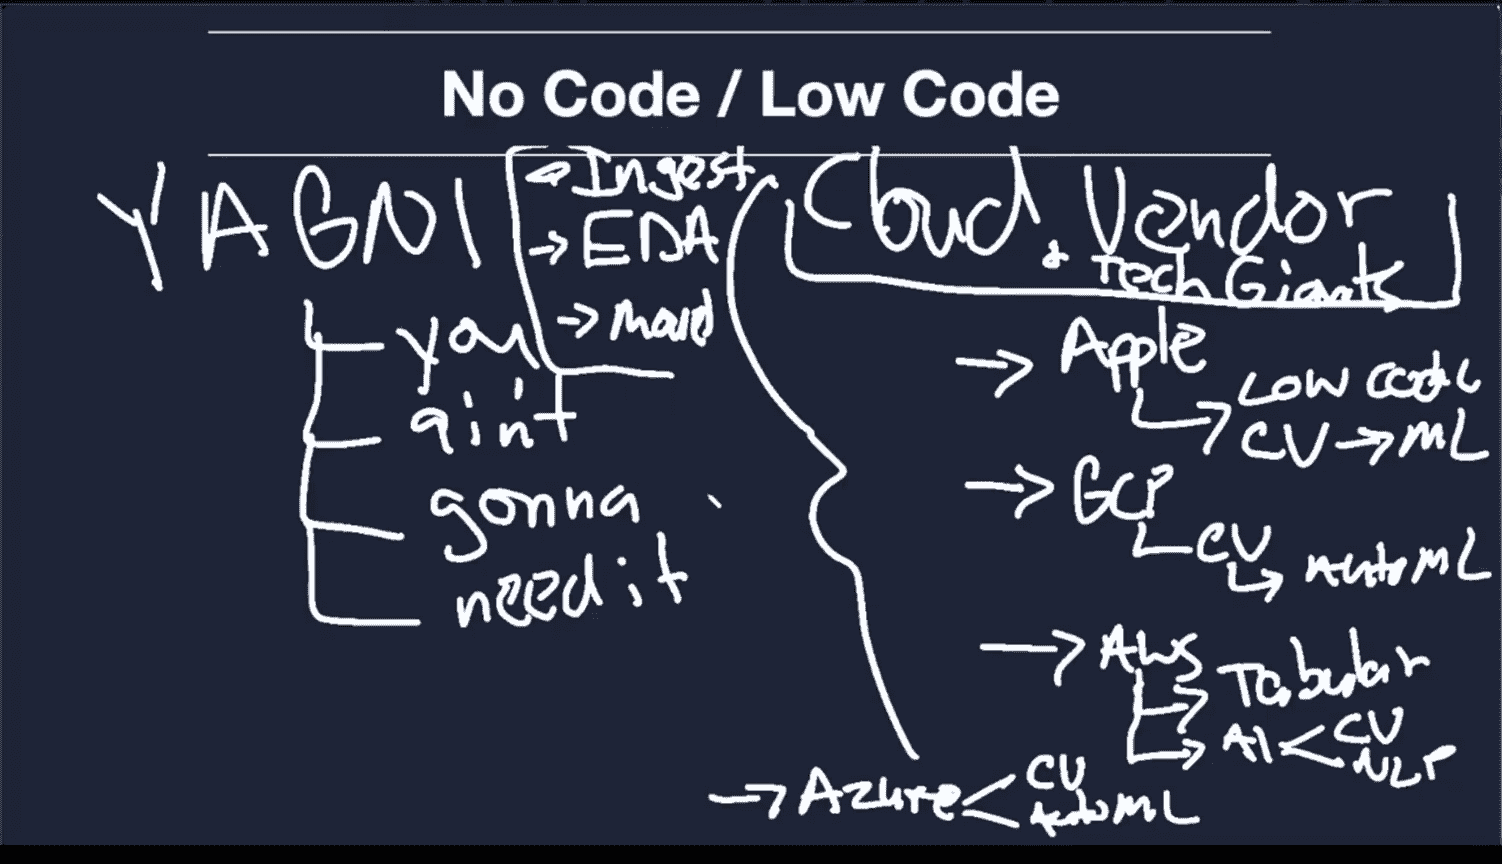 No Code / Low Code
YAGNI
you
ain't
gonna
need it
Ingest
→ EDA
→ Model
Cloud Vendor
& Tech Giants
→ Apple
Low code
CV → ML
→ GCP
CV
AutoML
→ AWS
Tabular
AI < CV
NLP
→ Azure < CV
AutoML